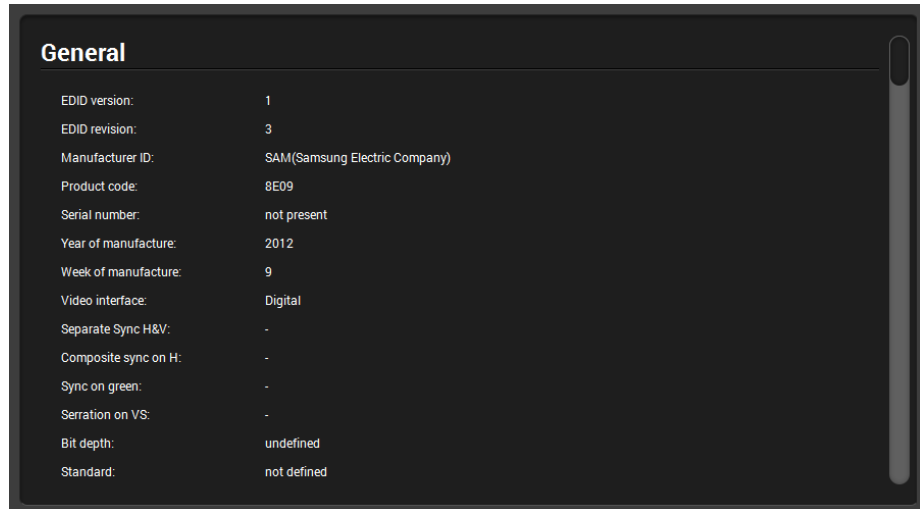 General
EDID version: 1
EDID revision: 3
Manufacturer ID: SAM(Samsung Electric Company)
Product code: 8E09
Serial number: not present
Year of manufacture: 2012
Week of manufacture: 9
Video interface: Digital
Separate Sync H&V: -
Composite sync on H: -
Sync on green: -
Serration on VS: -
Bit depth: undefined
Standard: not defined